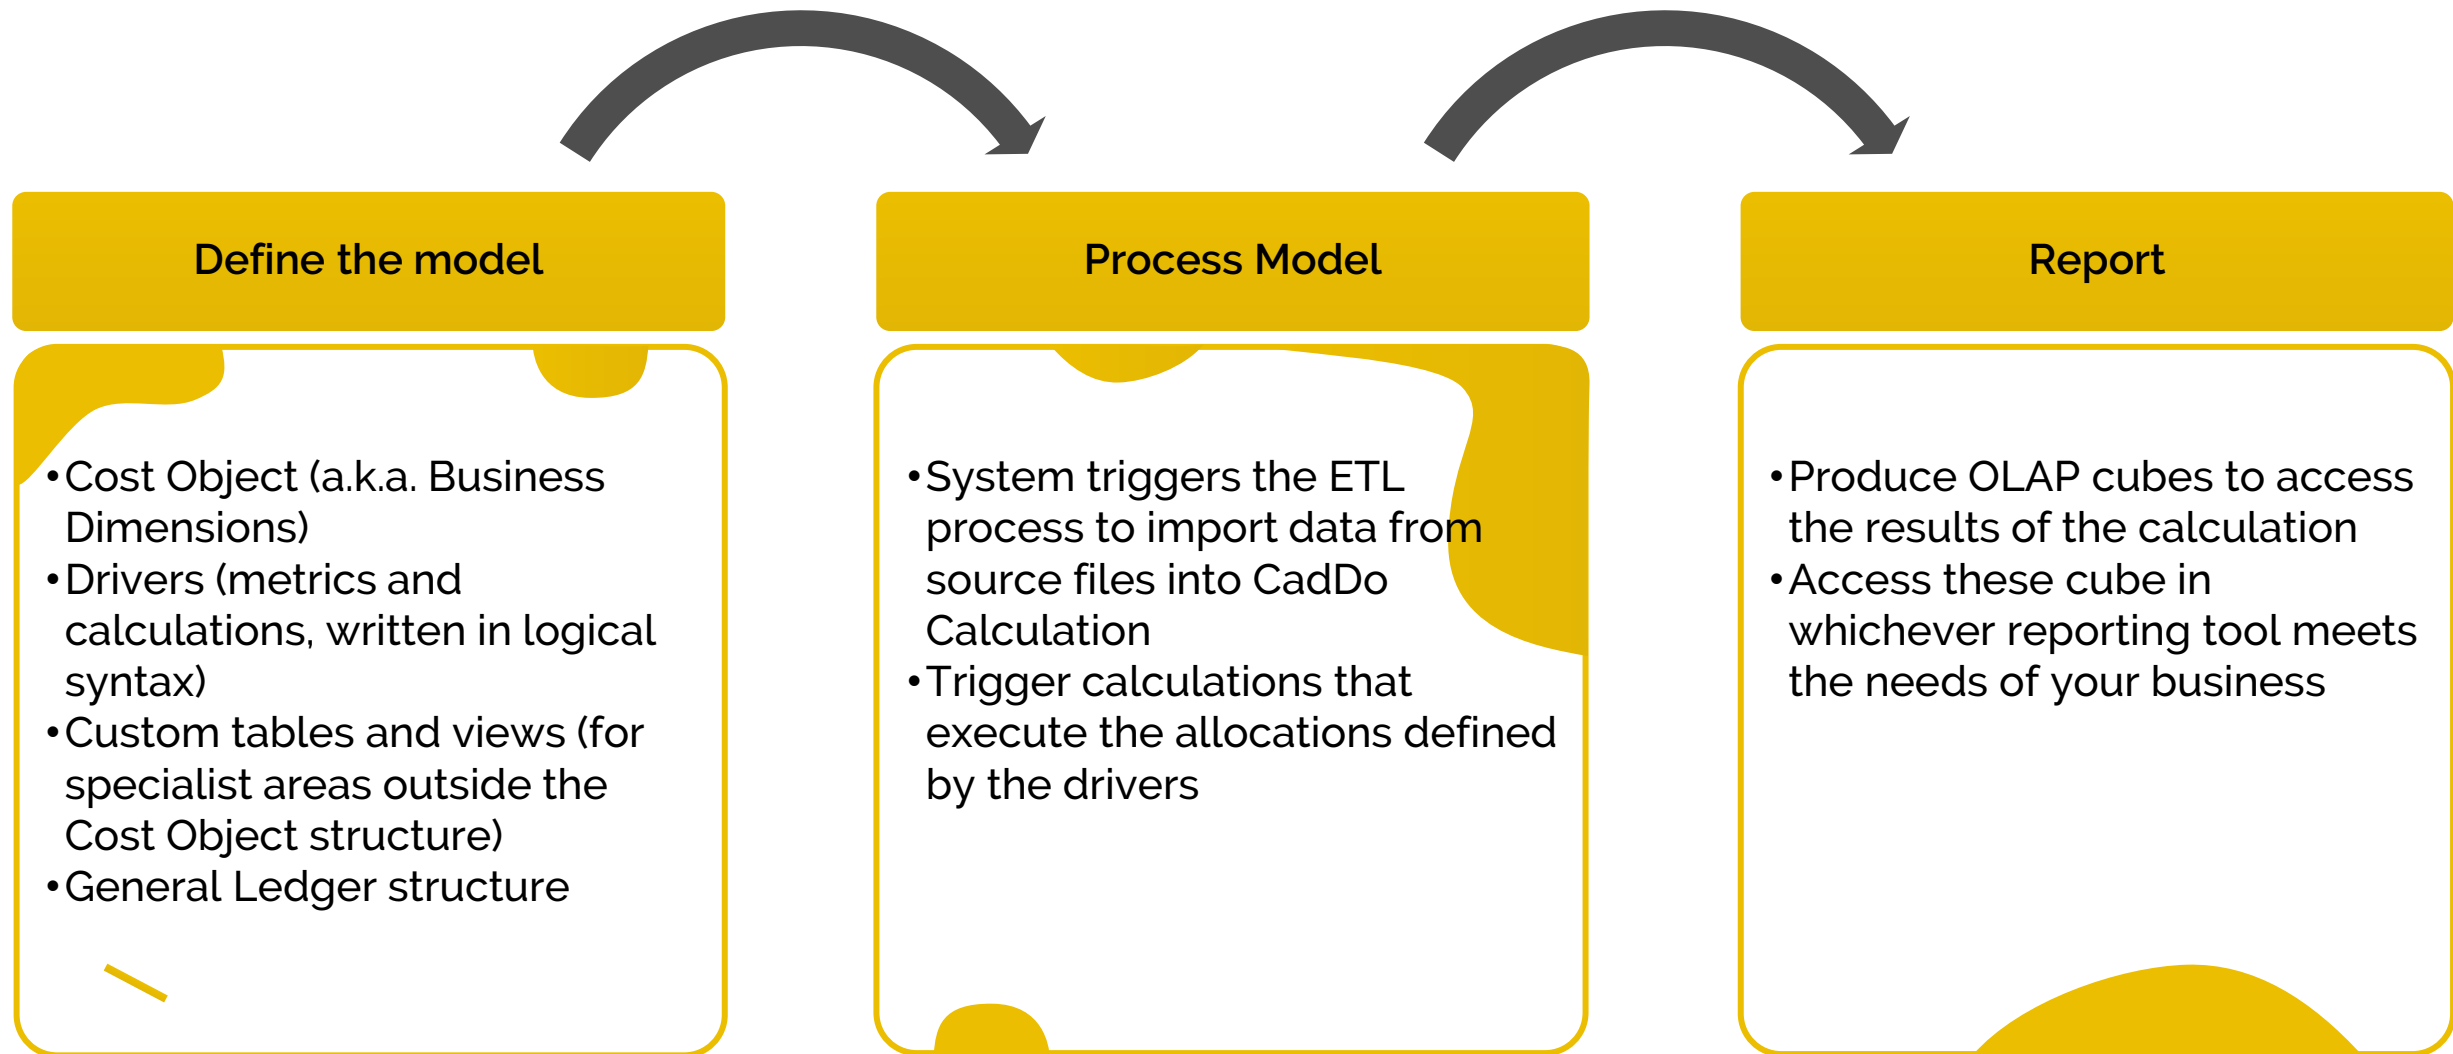 Define the model
•Cost Object (a.k.a. Business
Dimensions)
•Drivers (metrics and
calculations, written in logical
syntax)
•Custom tables and views (for
specialist areas outside the
Cost Object structure)
•General Ledger structure
Process Model
•System triggers the ETL
process to import data from
source files into CadDo
Calculation
•Trigger calculations that
execute the allocations defined
by the drivers
Report
•Produce OLAP cubes to access
the results of the calculation
•Access these cube in
whichever reporting tool meets
the needs of your business